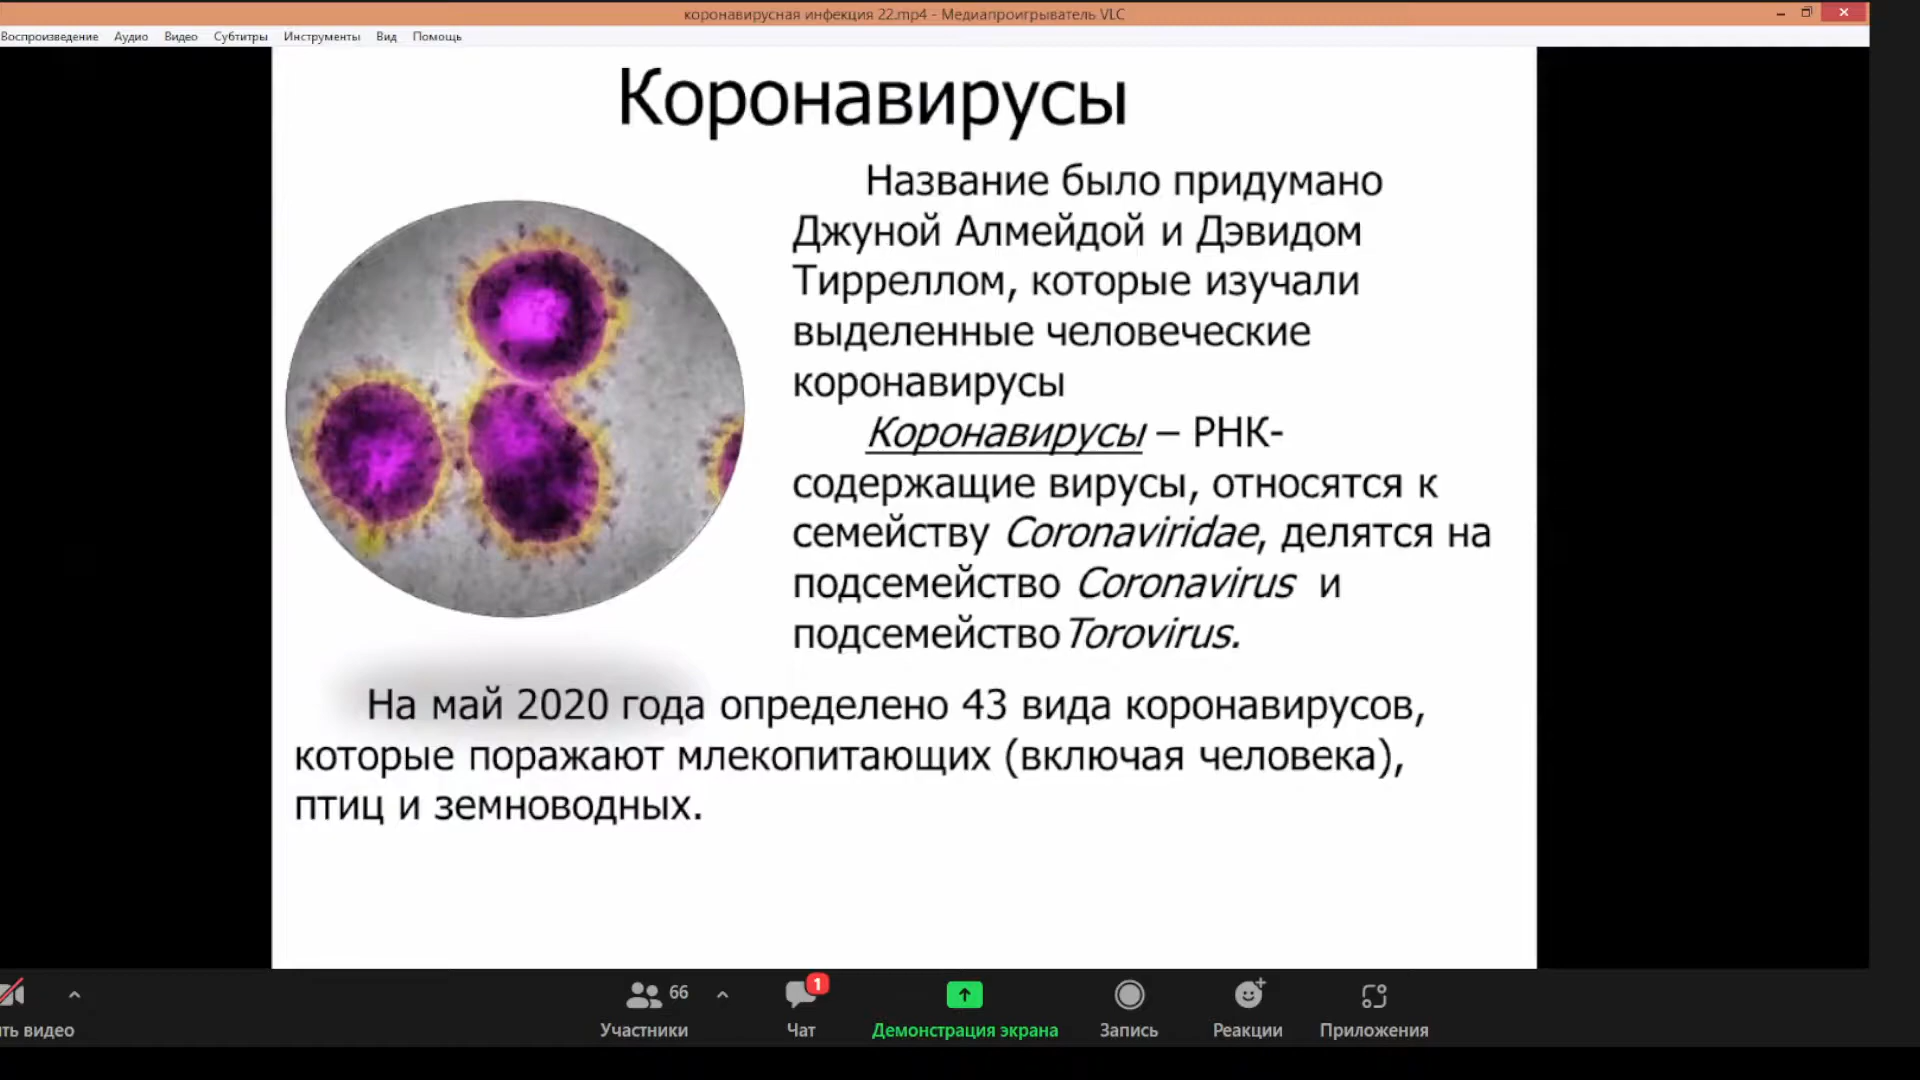 коронавирусная инфекция 22.mp4 - Медиапроигрыватель VLC
Воспроизведение Аудио Видео Субтитры Инструменты Вид Помощь
Коронавирусы
Название было придумано
Джуной Алмейдой и Дэвидом
Тирреллом, которые изучали
выделенные человеческие
коронавирусы
Коронавирусы – РНК-
содержащие вирусы, относятся к
семейству Coronaviridae, делятся на
подсемейство Coronavirus и
подсемейство Torovirus.
На май 2020 года определено 43 вида коронавирусов,
которые поражают млекопитающих (включая человека),
птиц и земноводных.
66
1
ть видео Участники Чат Демонстрация экрана Запись Реакции Приложения